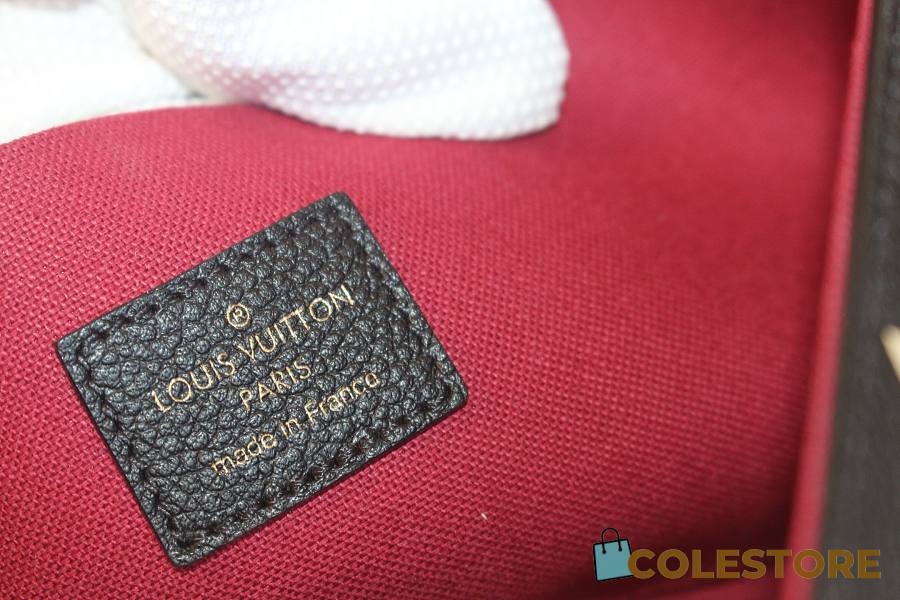 ®
LOUIS VUITTON
PARIS
made in France
COLESTORE